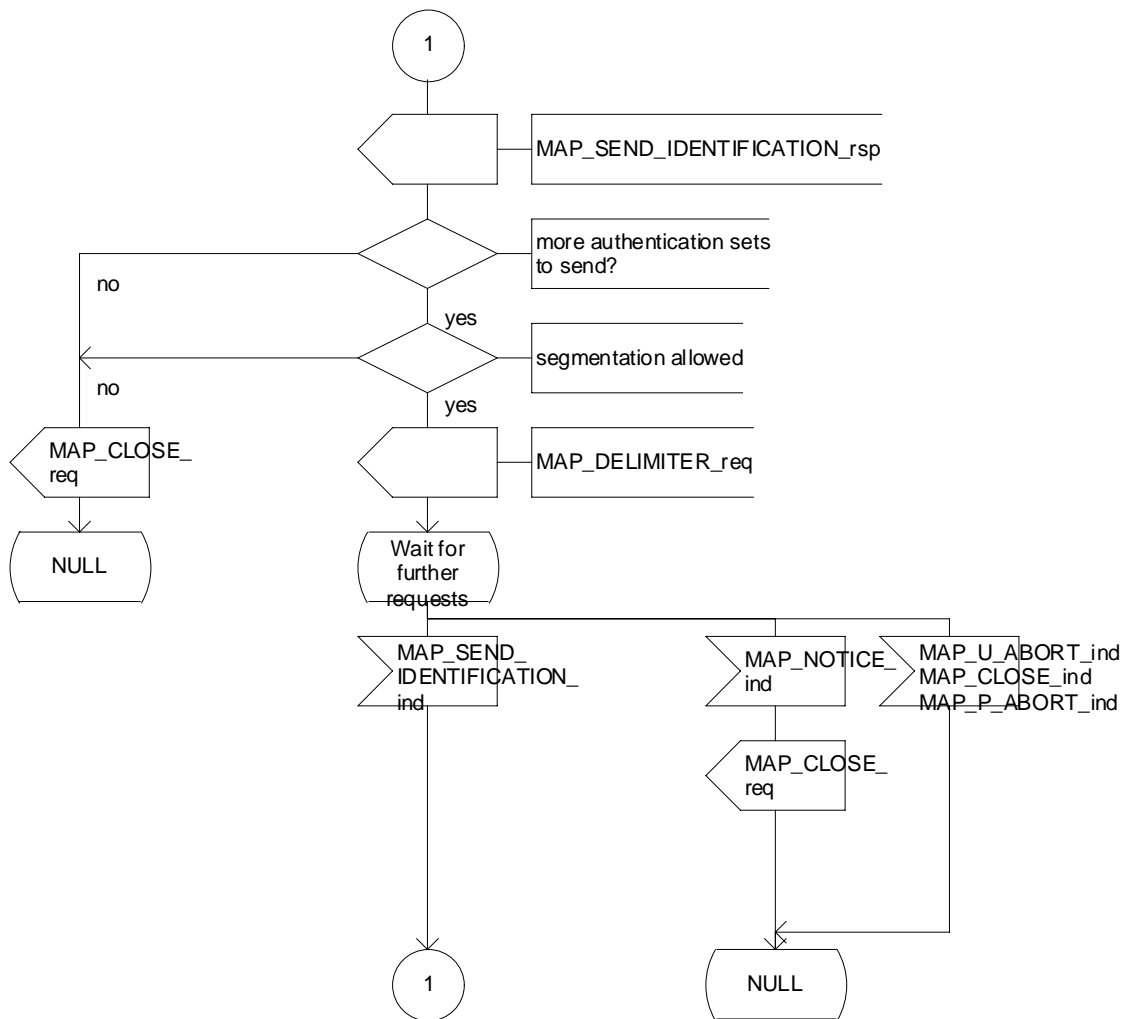 1
MAP_SEND_IDENTIFICATION_rsp
more authentication sets
to send?
no
yes
segmentation allowed
no
yes
MAP_CLOSE_
req
MAP_DELIMITER_req
NULL
Wait for
further
requests
MAP_SEND_
IDENTIFICATION_
ind
MAP_NOTICE_
ind
MAP_U_ABORT_ind
MAP_CLOSE_ind
MAP_P_ABORT_ind
MAP_CLOSE_
req
1
NULL